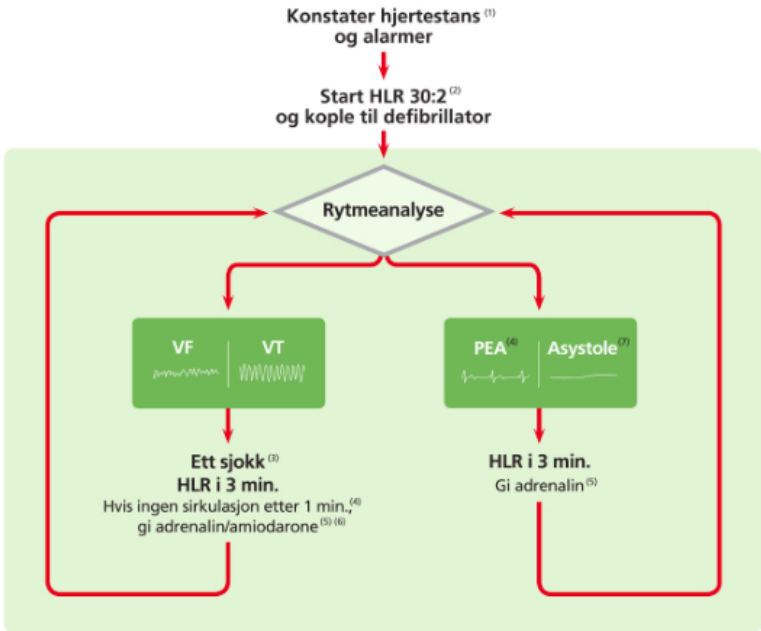 Konstater hjertestans (1)
og alarmer
Start HLR 30:2 (2)
og kople til defibrillator
Rytmeanalyse
VF
VT
PEA(4)
Asystole(7)
Ett sjokk (3)
HLR i 3 min.
Hvis ingen sirkulasjon etter 1 min.,(4)
gi adrenalin/amiodarone (5) (6)
HLR i 3 min.
Gi adrenalin (5)